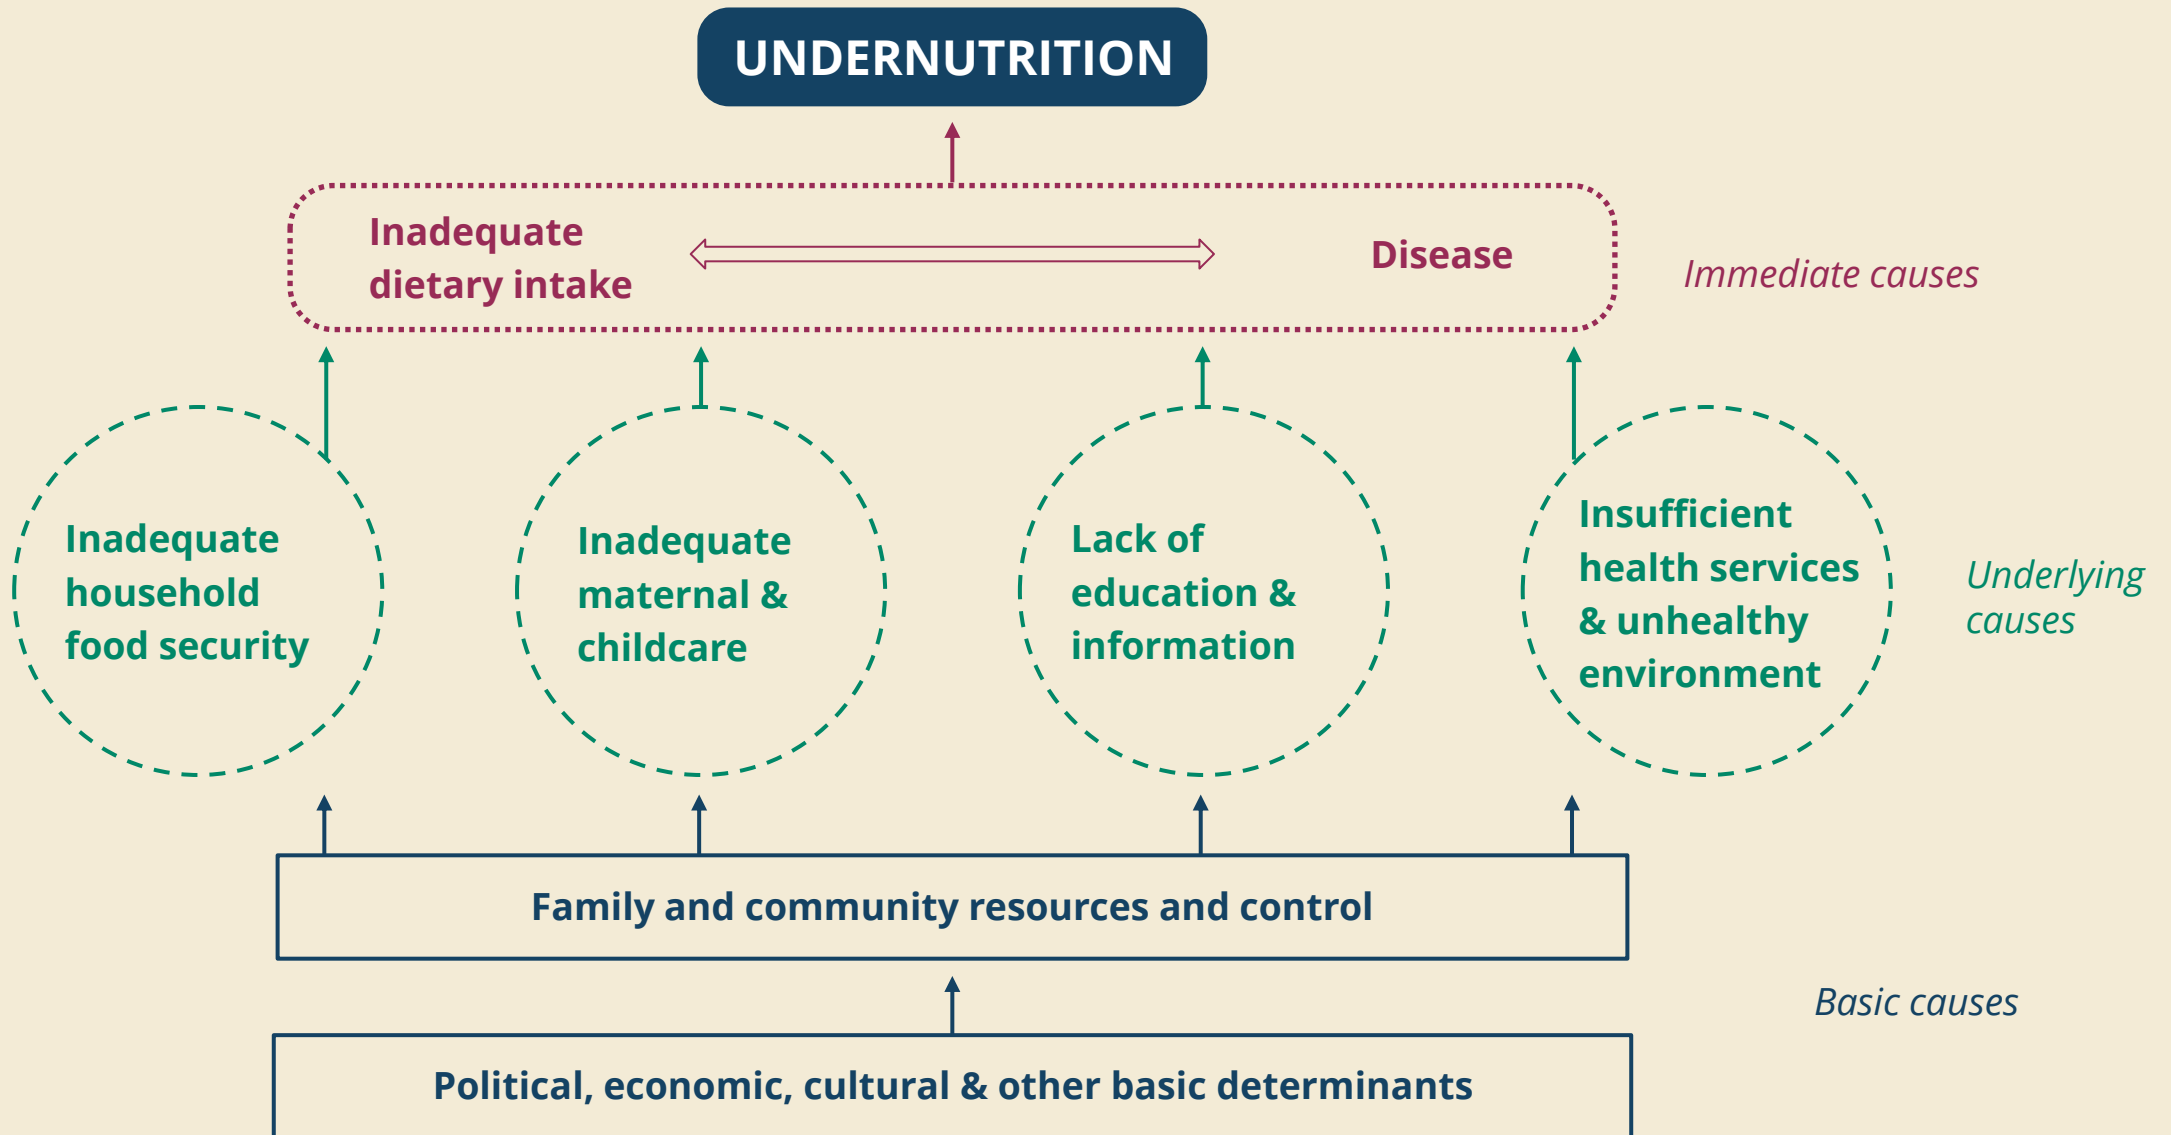 UNDERNUTRITION
Inadequate
dietary intake
Disease
Immediate causes
Inadequate
household
food security
Inadequate
maternal &
childcare
Lack of
education &
information
Insufficient
health services
& unhealthy
environment
Underlying
causes
Family and community resources and control
Basic causes
Political, economic, cultural & other basic determinants